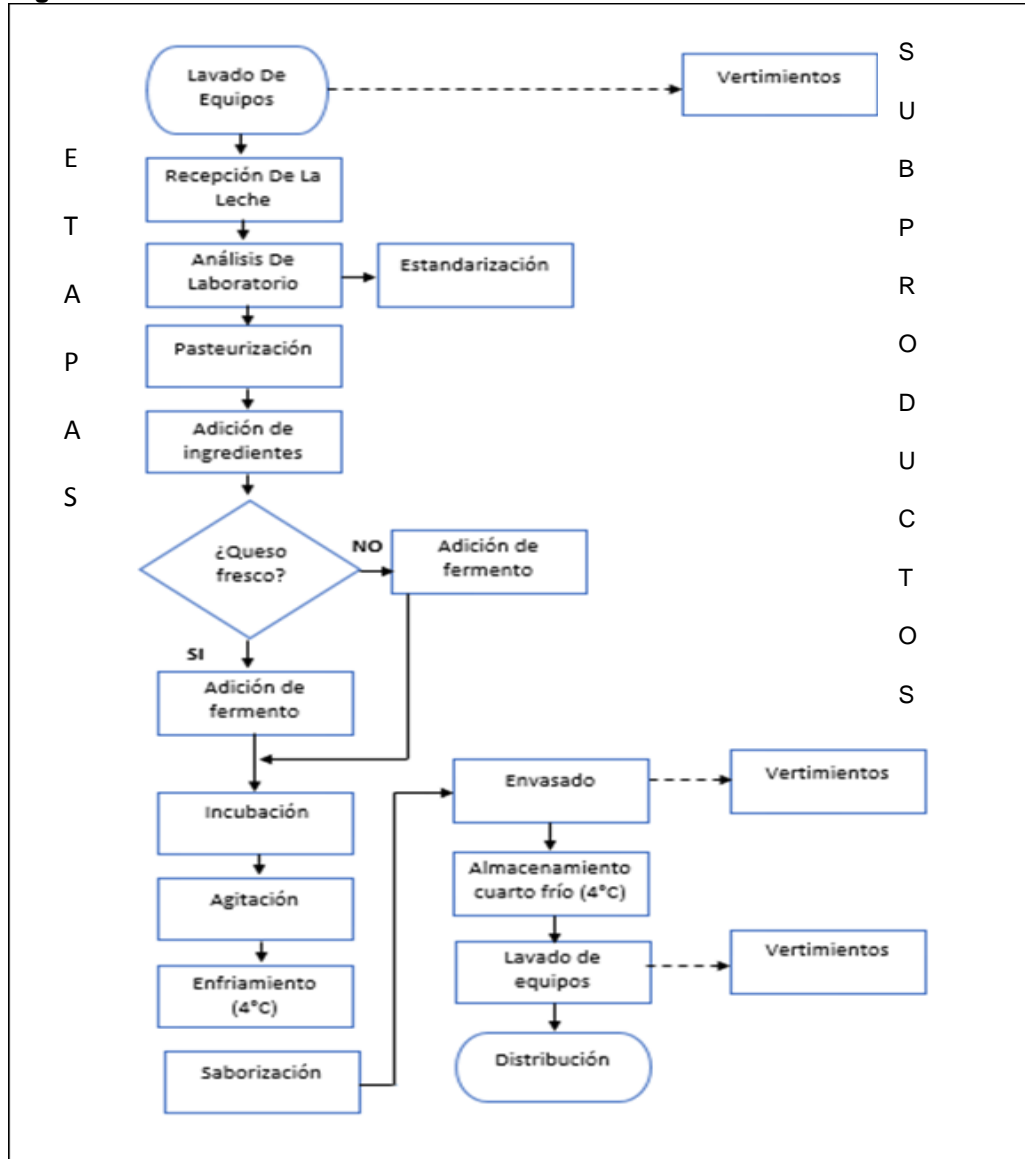 Lavado De
Equipos
Vertimientos
Recepción De La
Leche
Análisis De
Laboratorio
Estandarización
Pasteurización
Adición de
ingredientes
¿Queso
fresco?
NO
Adición de
fermento
SI
Adición de
fermento
Incubación
Agitación
Enfriamiento
(4°C)
Saborización
Envasado
Vertimientos
Almacenamiento
cuarto frío (4°C)
Lavado de
equipos
Vertimientos
Distribución
E
T
A
P
A
S
S
U
B
P
R
O
D
U
C
T
O
S